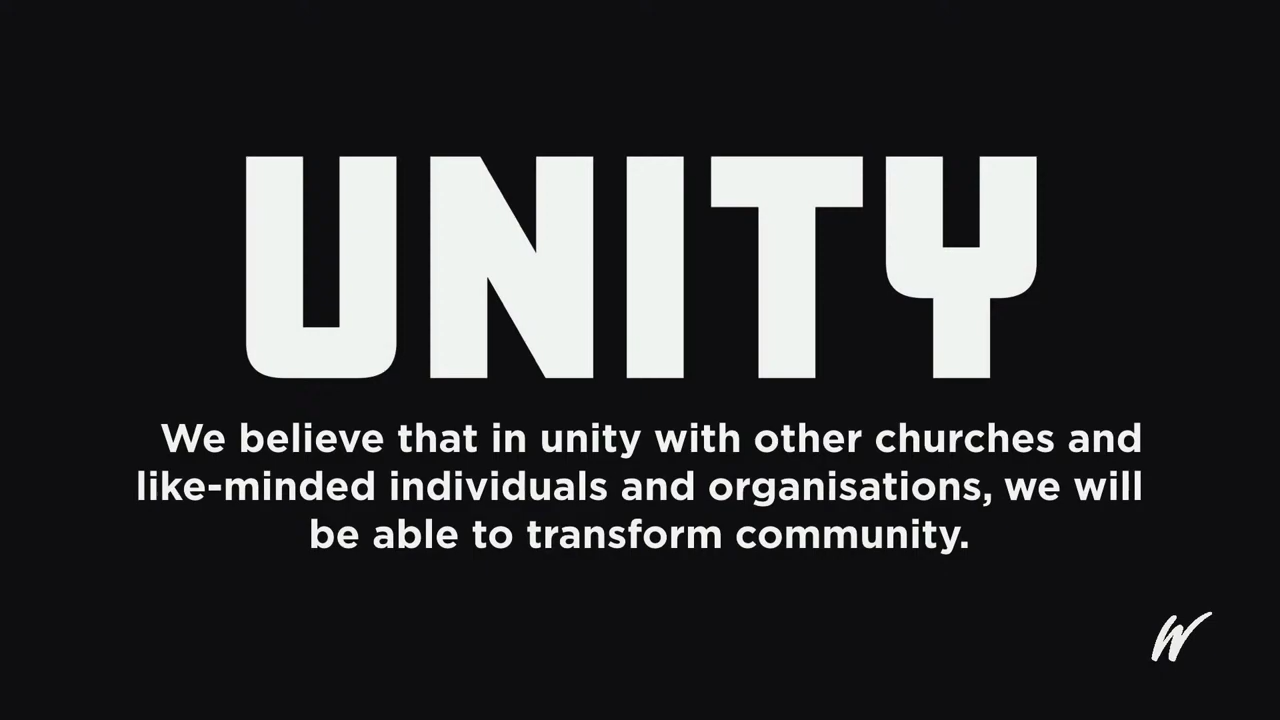 UNITY
We believe that in unity with other churches and
like-minded individuals and organisations, we will
be able to transform community.
W